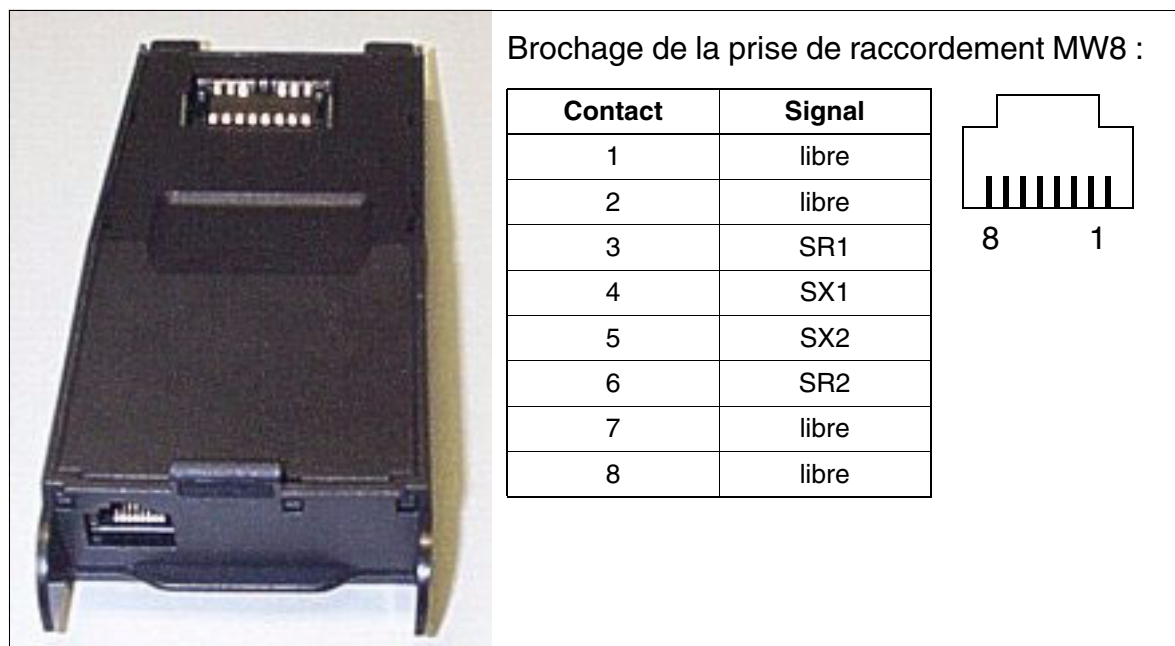 Brochage de la prise de raccordement MW8 :
Contact Signal
1 libre
2 libre
3 SR1
4 SX1
5 SX2
6 SR2
7 libre
8 libre
8 1